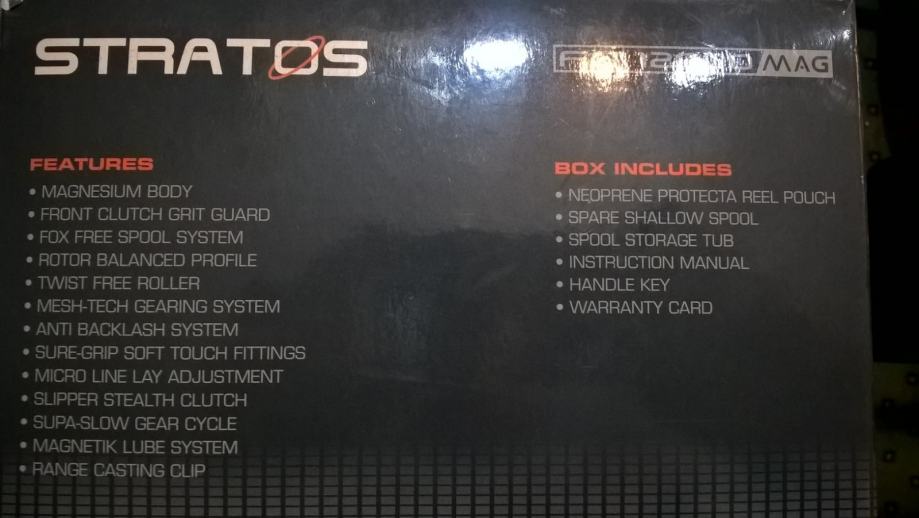 STRATOS
MAG
FEATURES
• MAGNESIUM BODY
• FRONT CLUTCH GRIT GUARD
• FOX FREE SPOOL SYSTEM
• ROTOR BALANCED PROFILE
• TWIST FREE ROLLER
• MESH-TECH GEARING SYSTEM
• ANTI BACKLASH SYSTEM
• SURE-GRIP SOFT TOUCH FITTINGS
• MICRO LINE LAY ADJUSTMENT
• SLIPPER STEALTH CLUTCH
• SUPA-SLOW GEAR CYCLE
• MAGNETIK LUBE SYSTEM
• RANGE CASTING CLIP
BOX INCLUDES
• NEOPRENE PROTECTA REEL POUCH
• SPARE SHALLOW SPOOL
• SPOOL STORAGE TUB
• INSTRUCTION MANUAL
• HANDLE KEY
• WARRANTY CARD